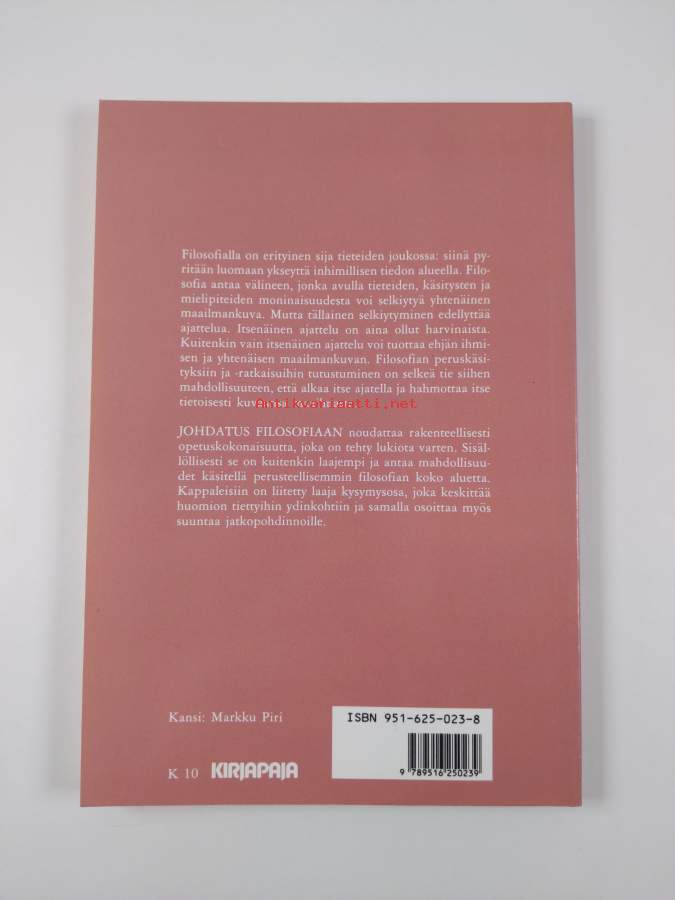 Filosofialla on erityinen sija tieteiden joukossa: siinä py-
ritään luomaan ykseyttä inhimillisen tiedon alueella. Filo-
sofia antaa välineen, jonka avulla tieteiden, käsitysten ja
mielipiteiden moninaisuudesta voi selkiytyä yhtenäinen
maailmankuva. Mutta tällainen selkiytyminen edellyttää
ajattelua. Itsenäinen ajattelu on aina ollut harvinaista.
Kuitenkin vain itsenäinen ajattelu voi tuottaa ehjän ihmi-
sen ja yhtenäisen maailmankuvan. Filosofian peruskäsi-
tyksiin ja -ratkaisuihin tutustuminen on selkeä tie siihen
mahdollisuuteen, että alkaa itse ajatella ja hahmottaa itse
tietoisesti
Antikvariaatti.net
JOHDATUS FILOSOFIAAN noudattaa rakenteellisesti
opetuskokonaisuutta, joka on tehty lukiota varten. Sisäl-
löllisesti se on kuitenkin laajempi ja antaa mahdollisuu-
det käsitellä perusteellisemmin filosofian koko aluetta.
Kappaleisiin on liitetty laaja kysymysosa, joka keskittää
huomion tiettyihin ydinkohtiin ja samalla osoittaa myös
suuntaa jatkopohdinnoille.
Kansi: Markku Piri
ISBN 951-625-023-8
9 789516 250239
K 10 KIRJAPAJA